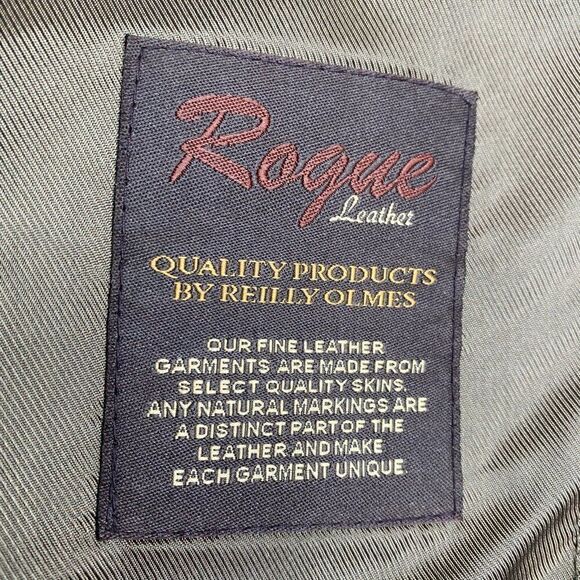 Rogue
Leather
QUALITY PRODUCTS
BY REILLY OLMES
OUR FINE LEATHER
GARMENTS ARE MADE FROM
SELECT QUALITY SKINS.
ANY NATURAL MARKINGS ARE
A DISTINCT PART OF THE
LEATHER AND MAKE
EACH GARMENT UNIQUE.